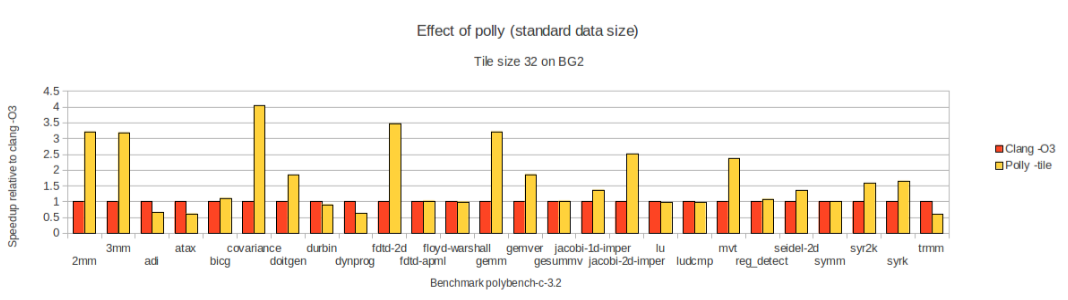 Effect of polly (standard data size)
Tile size 32 on BG2
Speedup relative to clang -O3
4.5
4
3.5
3
2.5
2
1.5
1
0.5
0
Clang -O3
Polly -tile
3mm atax covariance durbin fdtd-2d floyd-warshall gemver jacobi-1d-imper lu mvt seidel-2d syr2k trmm
2mm adi bicg doitgen dynprog fdtd-apml gemm gesummv jacobi-2d-imper ludcmp reg_detect symm syrk
Benchmark polybench-c-3.2